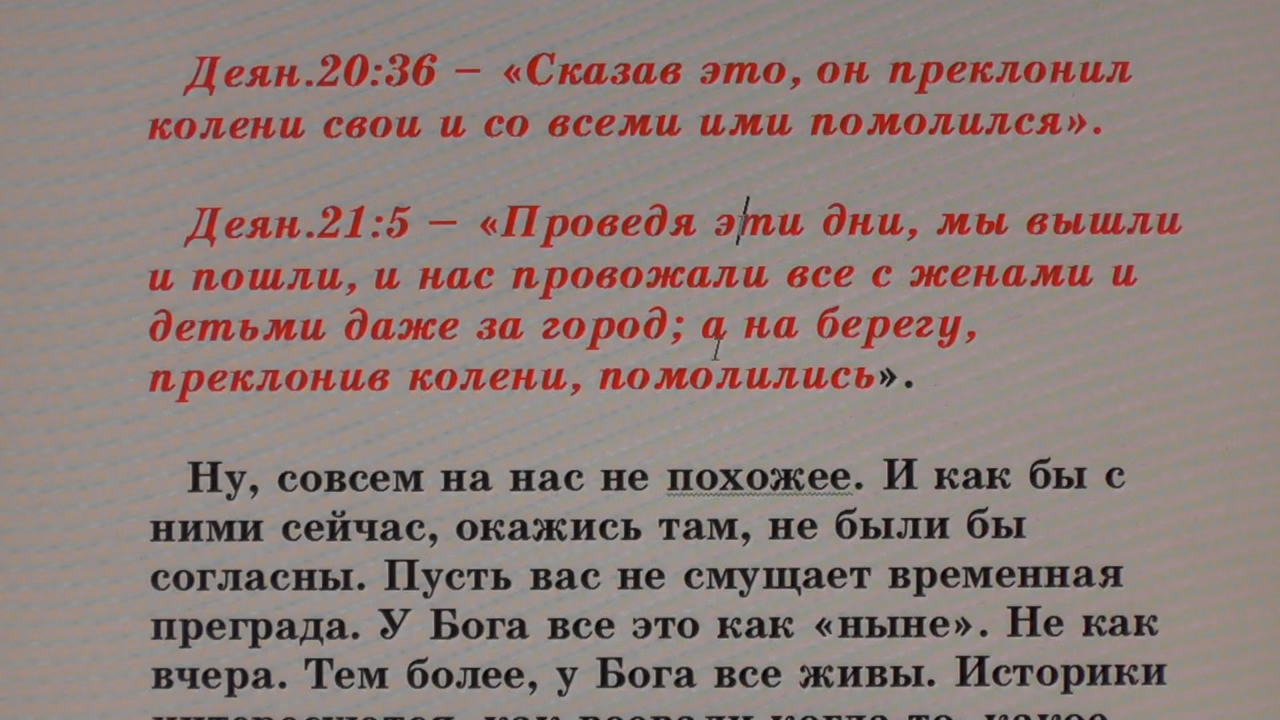 Деян.20:36 – «Сказав это, он преклонил
колени свои и со всеми ими помолился».
Деян.21:5 – «Проведя эти дни, мы вышли
и пошли, и нас провожали все с женами и
детьми даже за город; а на берегу,
преклонив колени, помолились».
Ну, совсем на нас не похожее. И как бы с
ними сейчас, окажись там, не были бы
согласны. Пусть вас не смущает временная
преграда. У Бога все это как «ныне». Не как
вчера. Тем более, у Бога все живы. Историки